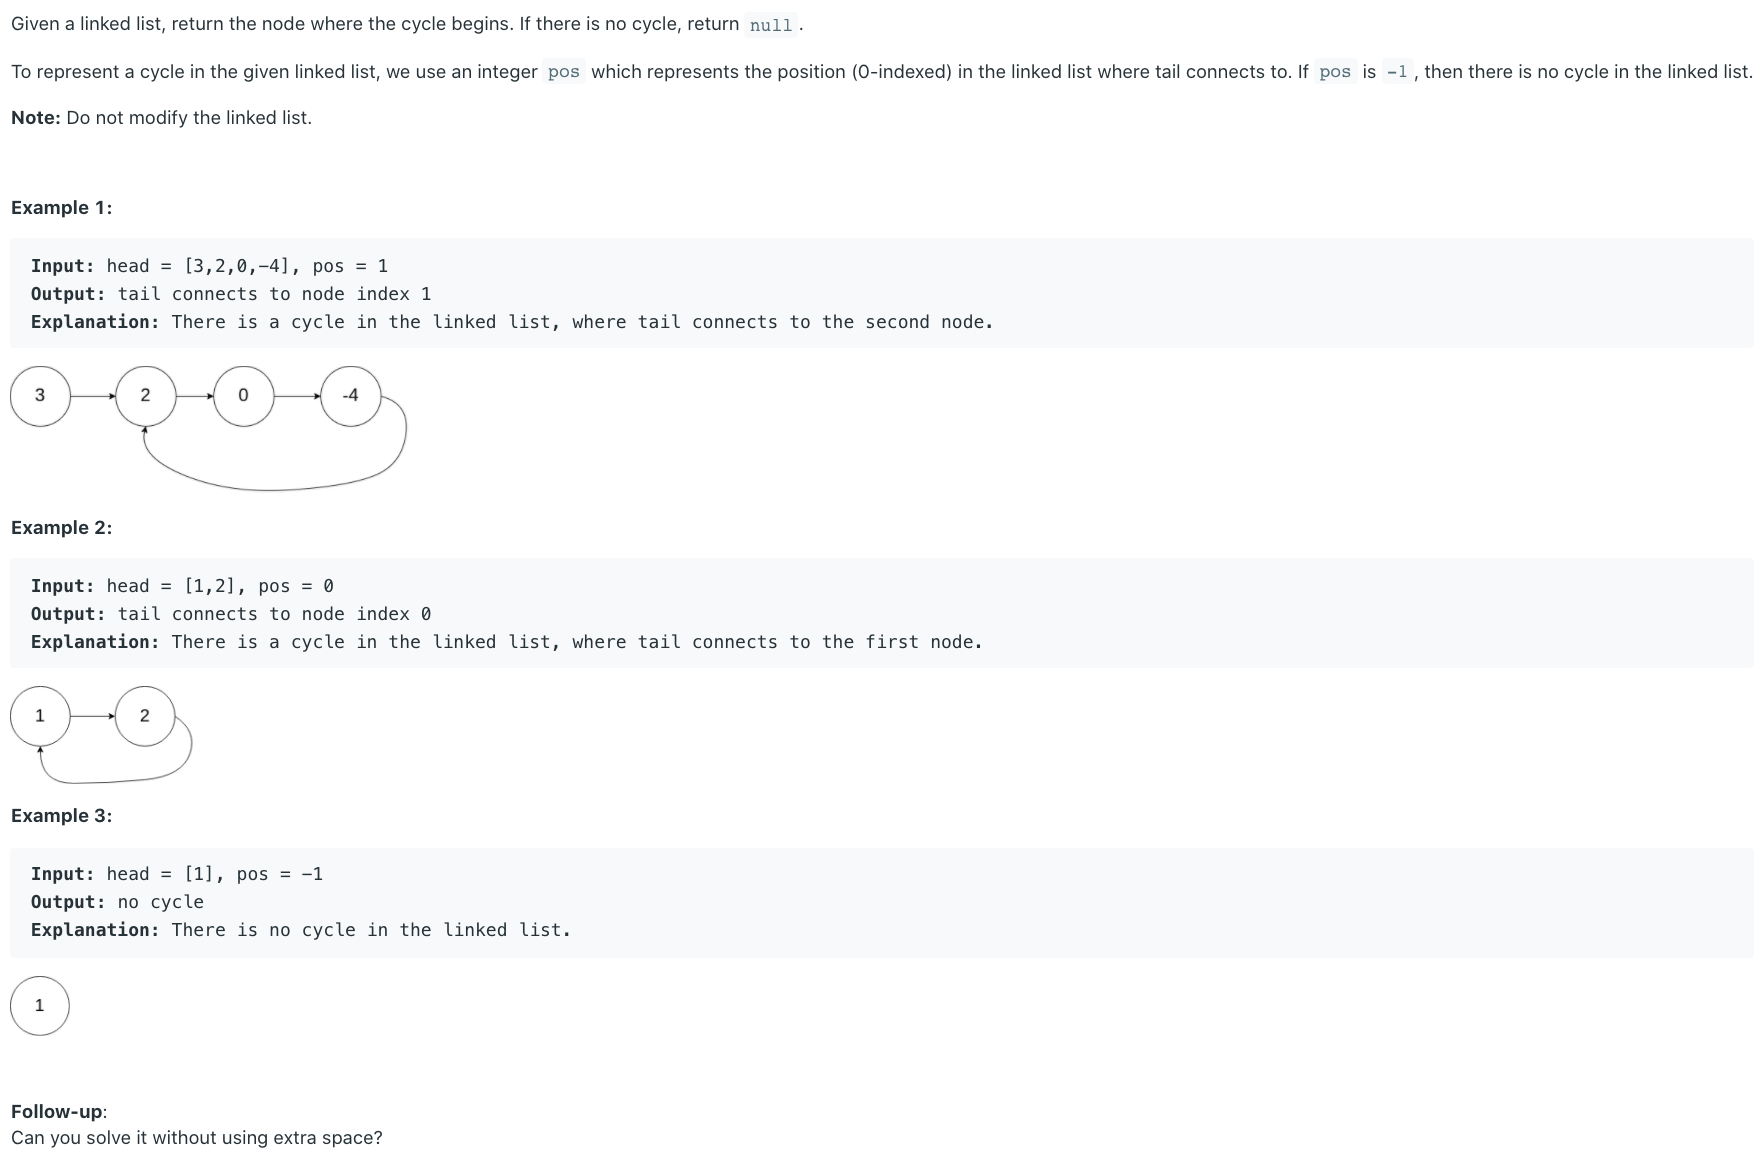 Given a linked list, return the node where the cycle begins. If there is no cycle, return null .
To represent a cycle in the given linked list, we use an integer pos which represents the position (0-indexed) in the linked list where tail connects to. If pos is -1 , then there is no cycle in the linked list.
Note: Do not modify the linked list.
Example 1:
Input: head = [3,2,0,-4], pos = 1
Output: tail connects to node index 1
Explanation: There is a cycle in the linked list, where tail connects to the second node.
3 2 0 -4
Example 2:
Input: head = [1,2], pos = 0
Output: tail connects to node index 0
Explanation: There is a cycle in the linked list, where tail connects to the first node.
1 2
Example 3:
Input: head = [1], pos = -1
Output: no cycle
Explanation: There is no cycle in the linked list.
1
Follow-up:
Can you solve it without using extra space?